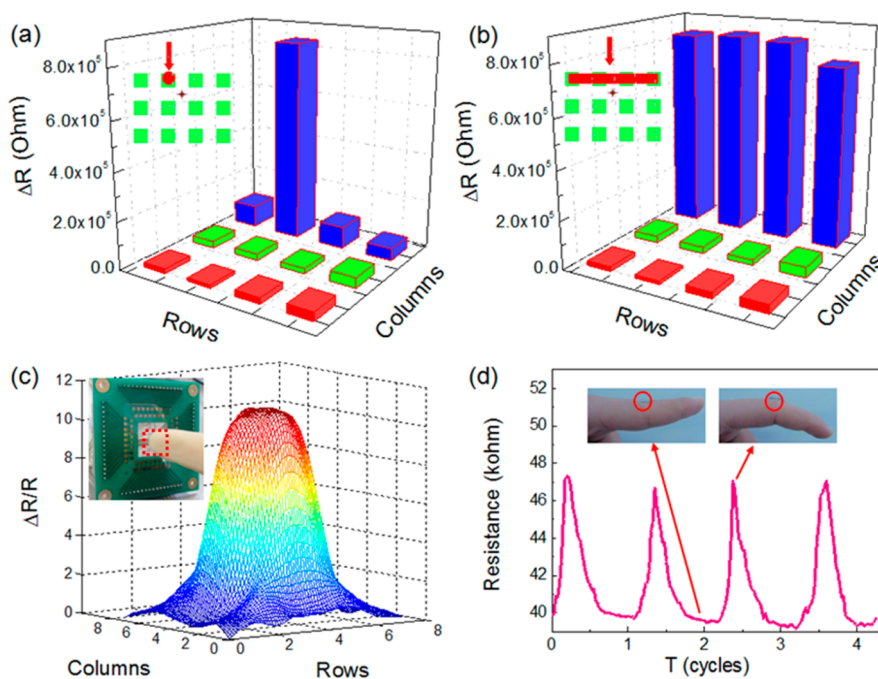 (a)
8.0x10⁵
6.0x10⁵
4.0x10⁵
2.0x10⁵
0.0
ΔR (Ohm)
Rows
Columns
(b)
8.0x10⁵
6.0x10⁵
4.0x10⁵
2.0x10⁵
0.0
ΔR (Ohm)
Rows
Columns
(c)
12
10
8
6
4
2
0
ΔR/R
8
6
4
2
0
Columns
0
2
4
6
8
Rows
(d)
52
50
48
46
44
42
40
Resistance (kohm)
0 1 2 3 4
T (cycles)